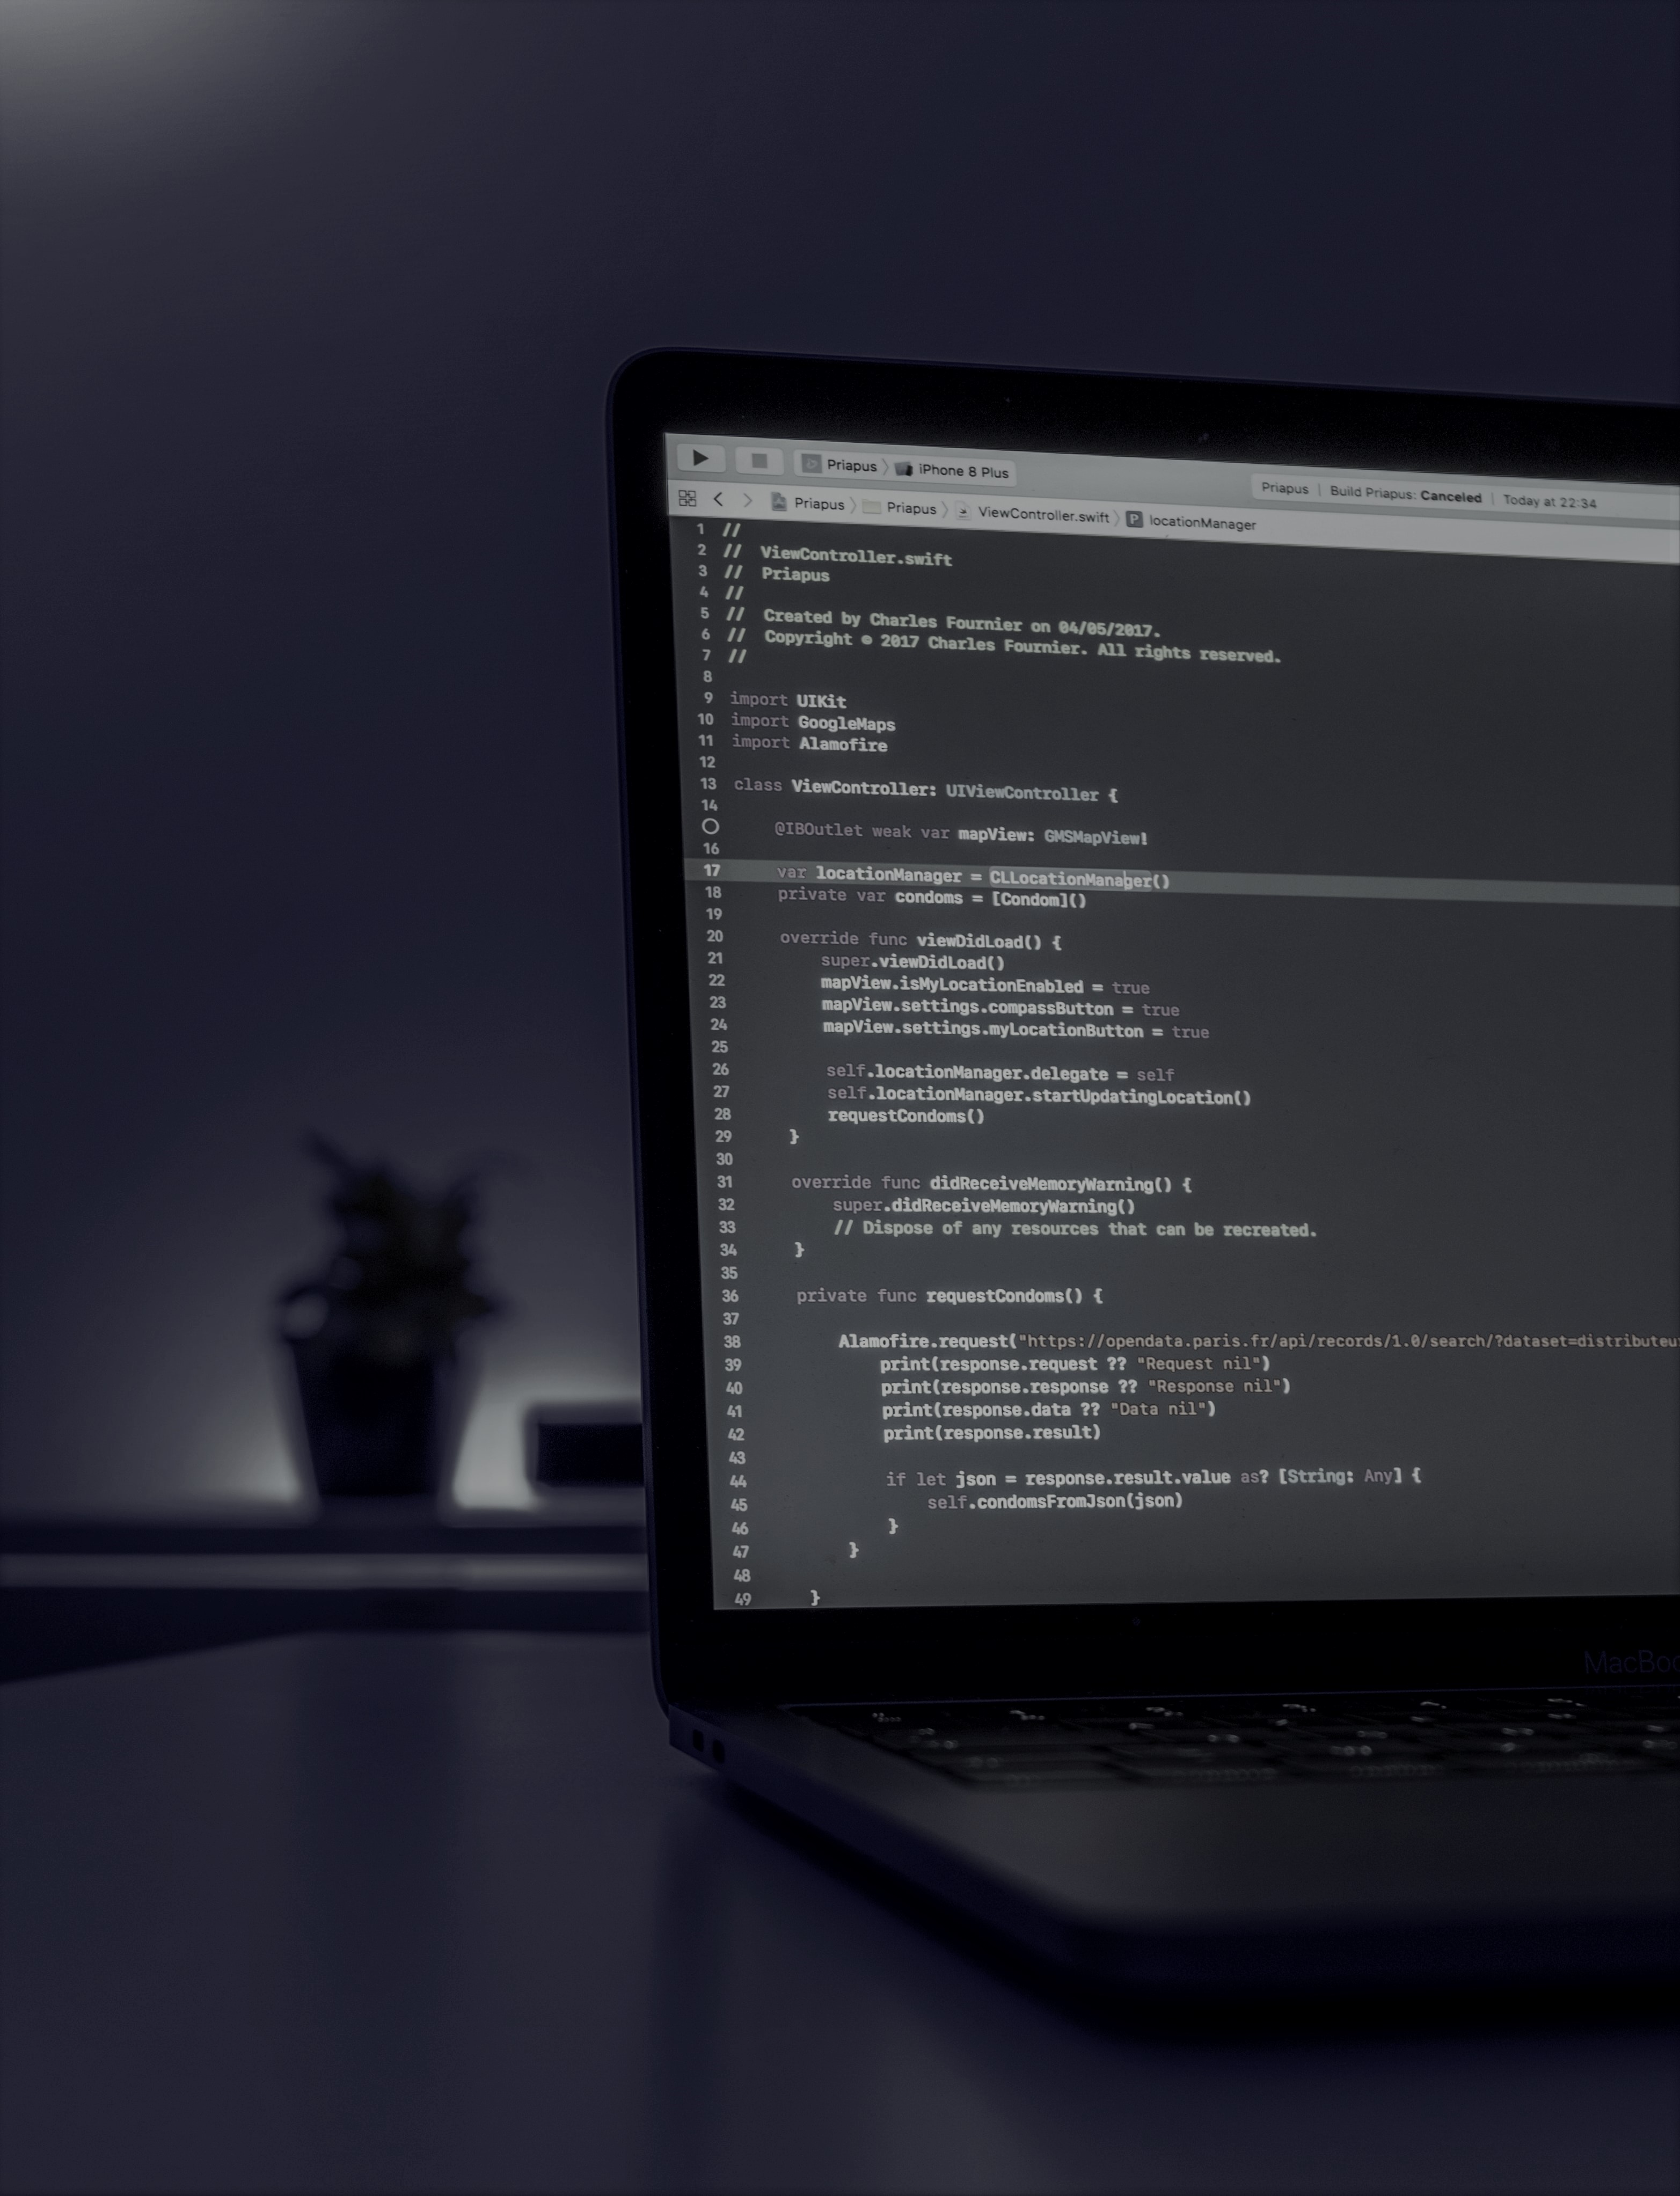 Priapus iPhone 8 Plus Priapus | Build Priapus: Canceled | Today at 22:34
Priapus Priapus ViewController.swift P locationManager
1 //
2 // ViewController.swift
3 // Priapus
4 //
5 // Created by Charles Fournier on 04/05/2017.
6 // Copyright © 2017 Charles Fournier. All rights reserved.
7 //
8
9 import UIKit
10 import GoogleMaps
11 import Alamofire
12
13 class ViewController: UIViewController {
14
@IBOutlet weak var mapView: GMSMapView!
16
17 var locationManager = CLLocationManager()
18 private var condoms = [Condom]()
19
20 override func viewDidLoad() {
21 super.viewDidLoad()
22 mapView.isMyLocationEnabled = true
23 mapView.settings.compassButton = true
24 mapView.settings.myLocationButton = true
25
26 self.locationManager.delegate = self
27 self.locationManager.startUpdatingLocation()
28 requestCondoms()
29 }
30
31 override func didReceiveMemoryWarning() {
32 super.didReceiveMemoryWarning()
33 // Dispose of any resources that can be recreated.
34 }
35
36 private func requestCondoms() {
37
38 Alamofire.request("https://opendata.paris.fr/api/records/1.0/search/?dataset=distributeu
39 print(response.request ?? "Request nil")
40 print(response.response ?? "Response nil")
41 print(response.data ?? "Data nil")
42 print(response.result)
43
44 if let json = response.result.value as? [String: Any] {
45 self.condomsFromJson(json)
46 }
47 }
48
49 }
MacBoo